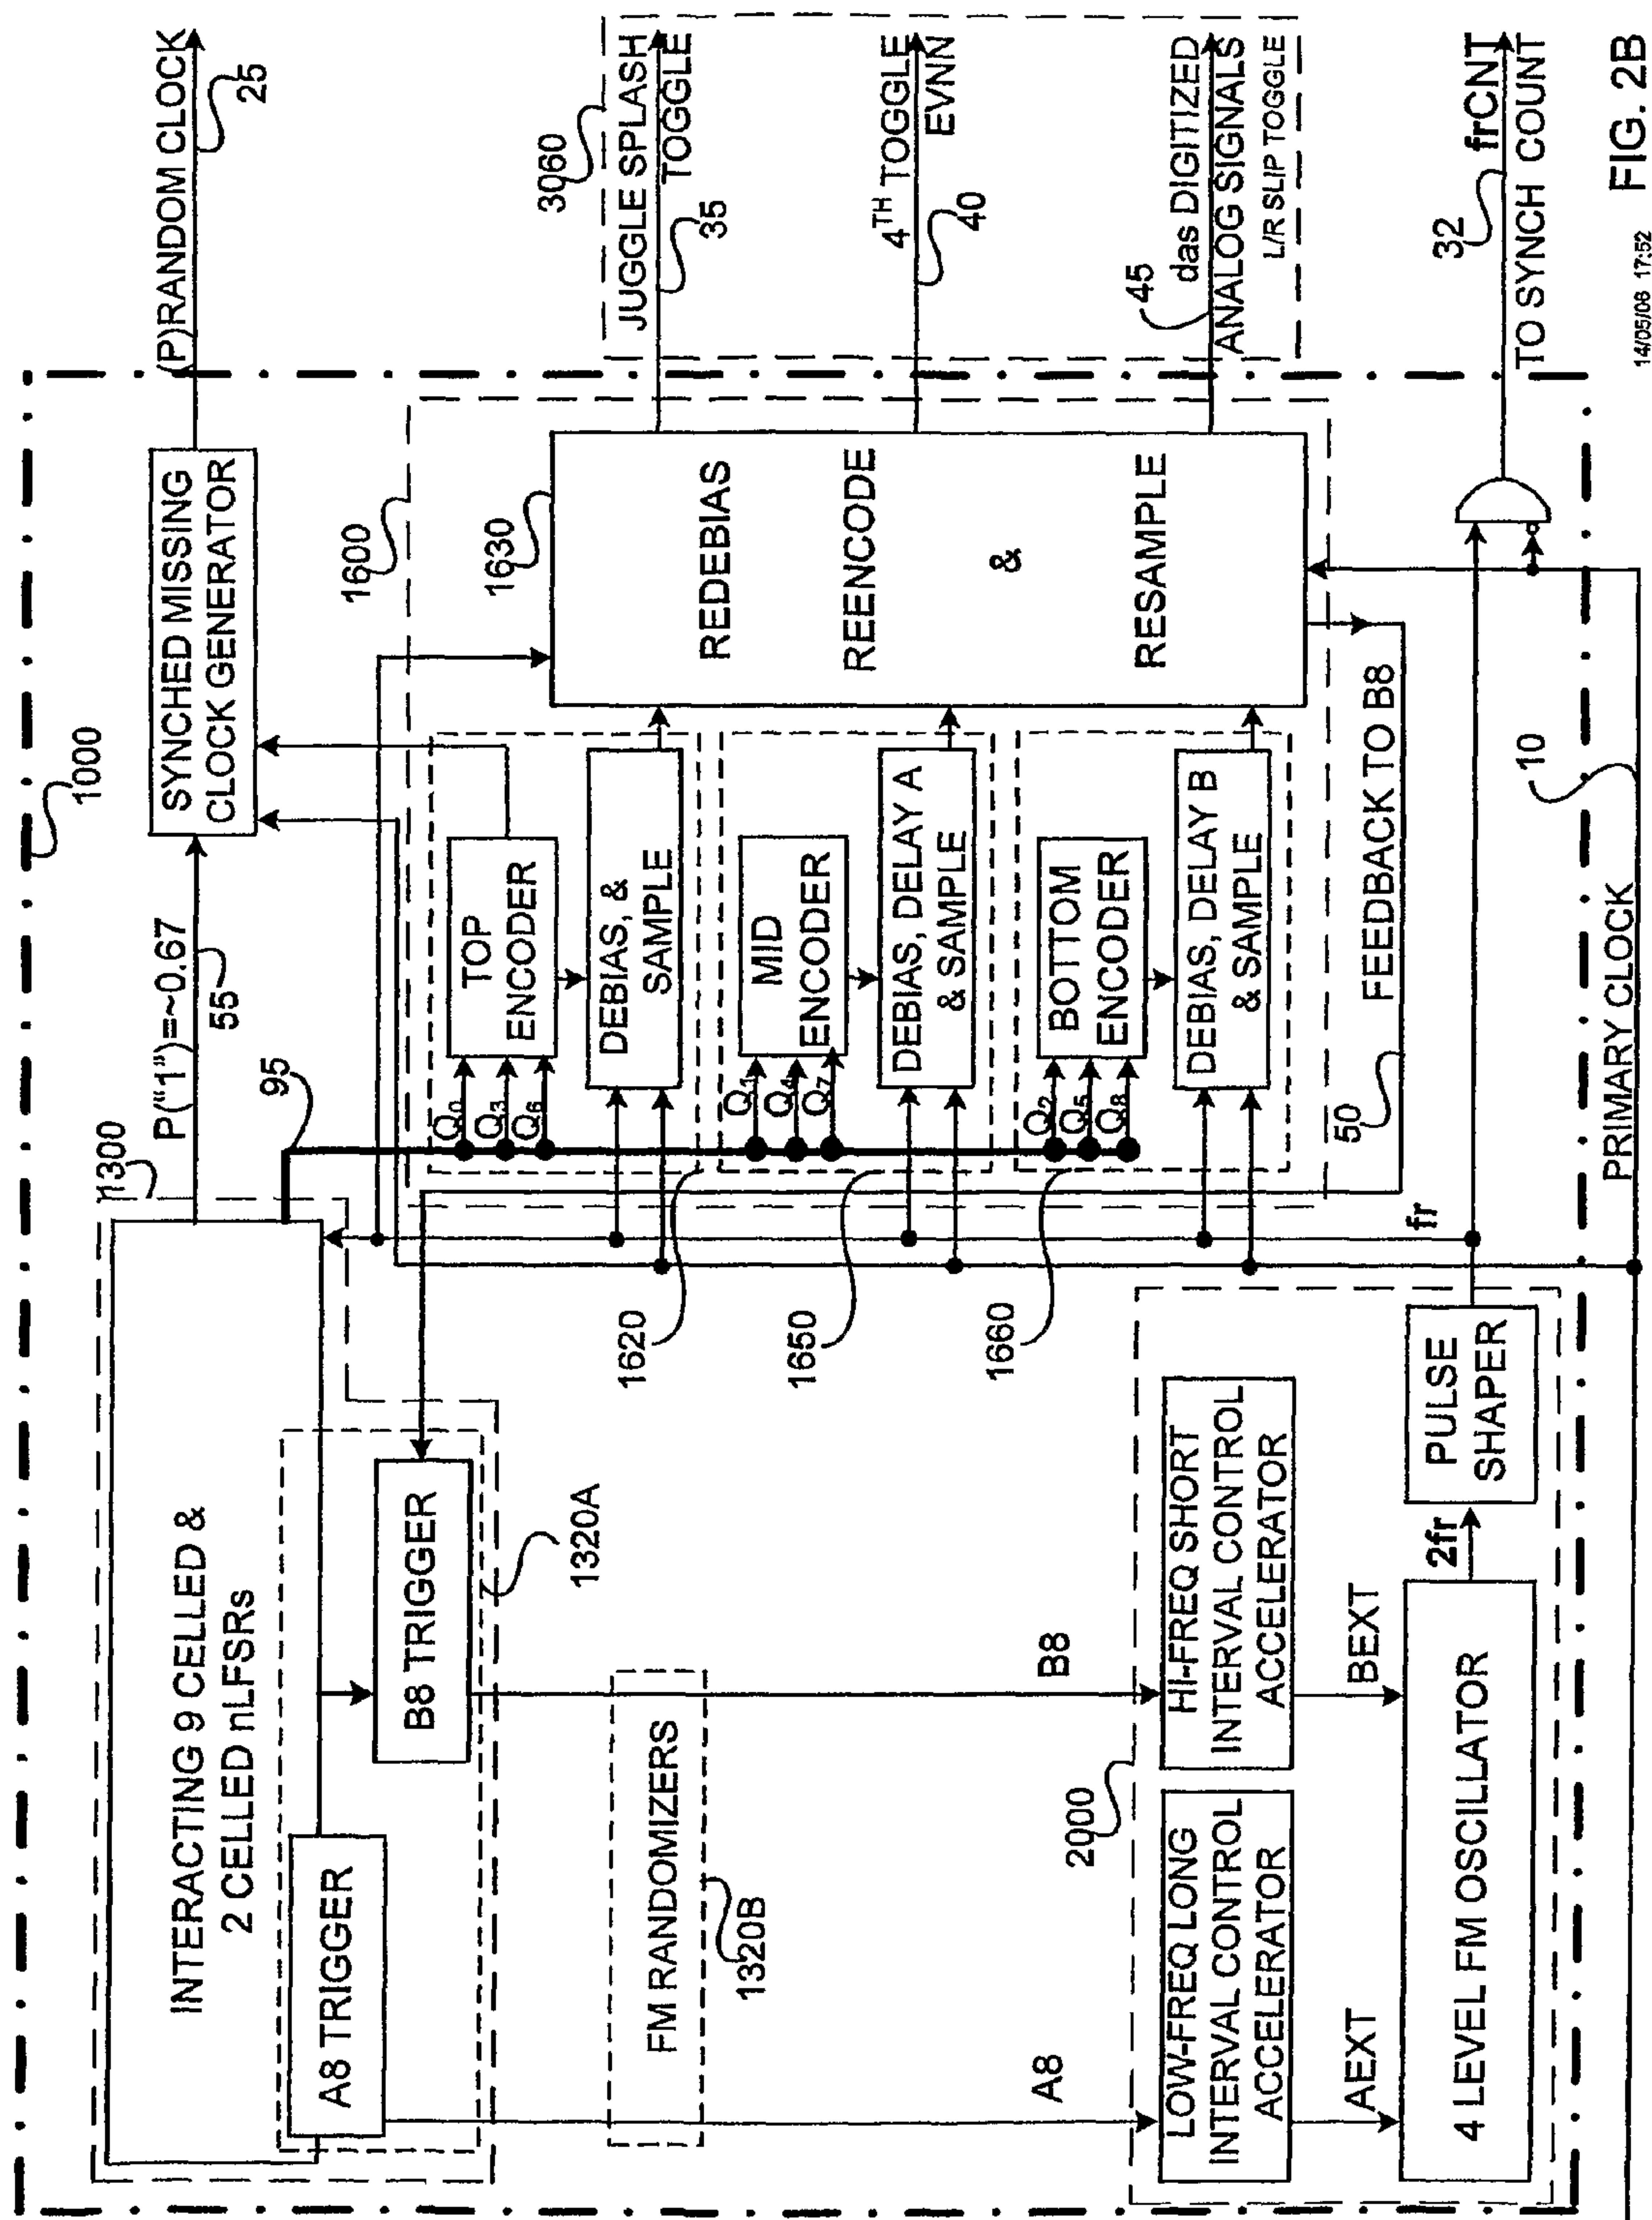 1000
(P)RANDOM CLOCK
25
SYNCHED MISSING
CLOCK GENERATOR
P("1")=~0.67
55
1300
95
INTERACTING 9 CELLED &
2 CELLED nLFSRs
A8 TRIGGER
B8 TRIGGER
1320A
FM RANDOMIZERS
1320B
A8
B8
2000
LOW-FREQ LONG
INTERVAL CONTROL
ACCELERATOR
HI-FREQ SHORT
INTERVAL CONTROL
ACCELERATOR
AEXT
BEXT
4 LEVEL FM OSCILLATOR
2fr
PULSE
SHAPER
fr
1600
1630
Q0
Q3
Q6
TOP
ENCODER
DEBIAS, &
SAMPLE
1620
Q1
Q4
Q7
MID
ENCODER
DEBIAS, DELAY A
& SAMPLE
1650
Q2
Q5
Q8
BOTTOM
ENCODER
DEBIAS, DELAY B
& SAMPLE
1660
REDEBIAS
REENCODE
&
RESAMPLE
50
FEEDBACK TO B8
PRIMARY CLOCK
10
3060
JUGGLE SPLASH
TOGGLE
35
4TH TOGGLE
EVNN
40
45
das DIGITIZED
ANALOG SIGNALS
L/R SLIP TOGGLE
32
frCNT
TO SYNCH COUNT
14/05/06 17:52
FIG. 2B